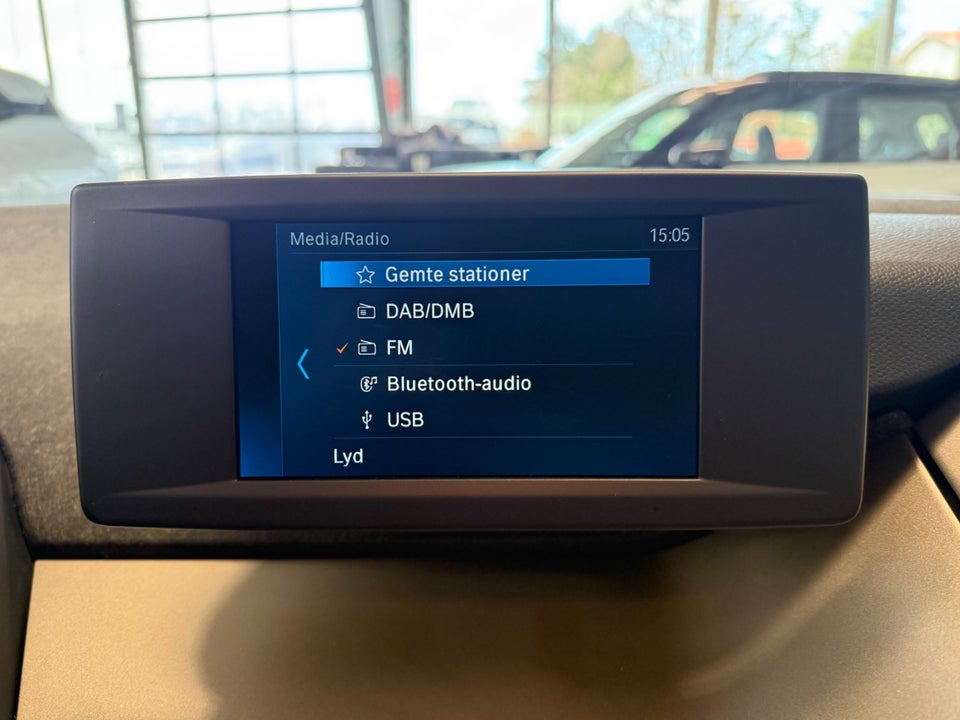 Media/Radio 15:05
Gemte stationer
DAB/DMB
FM
Bluetooth-audio
USB
Lyd